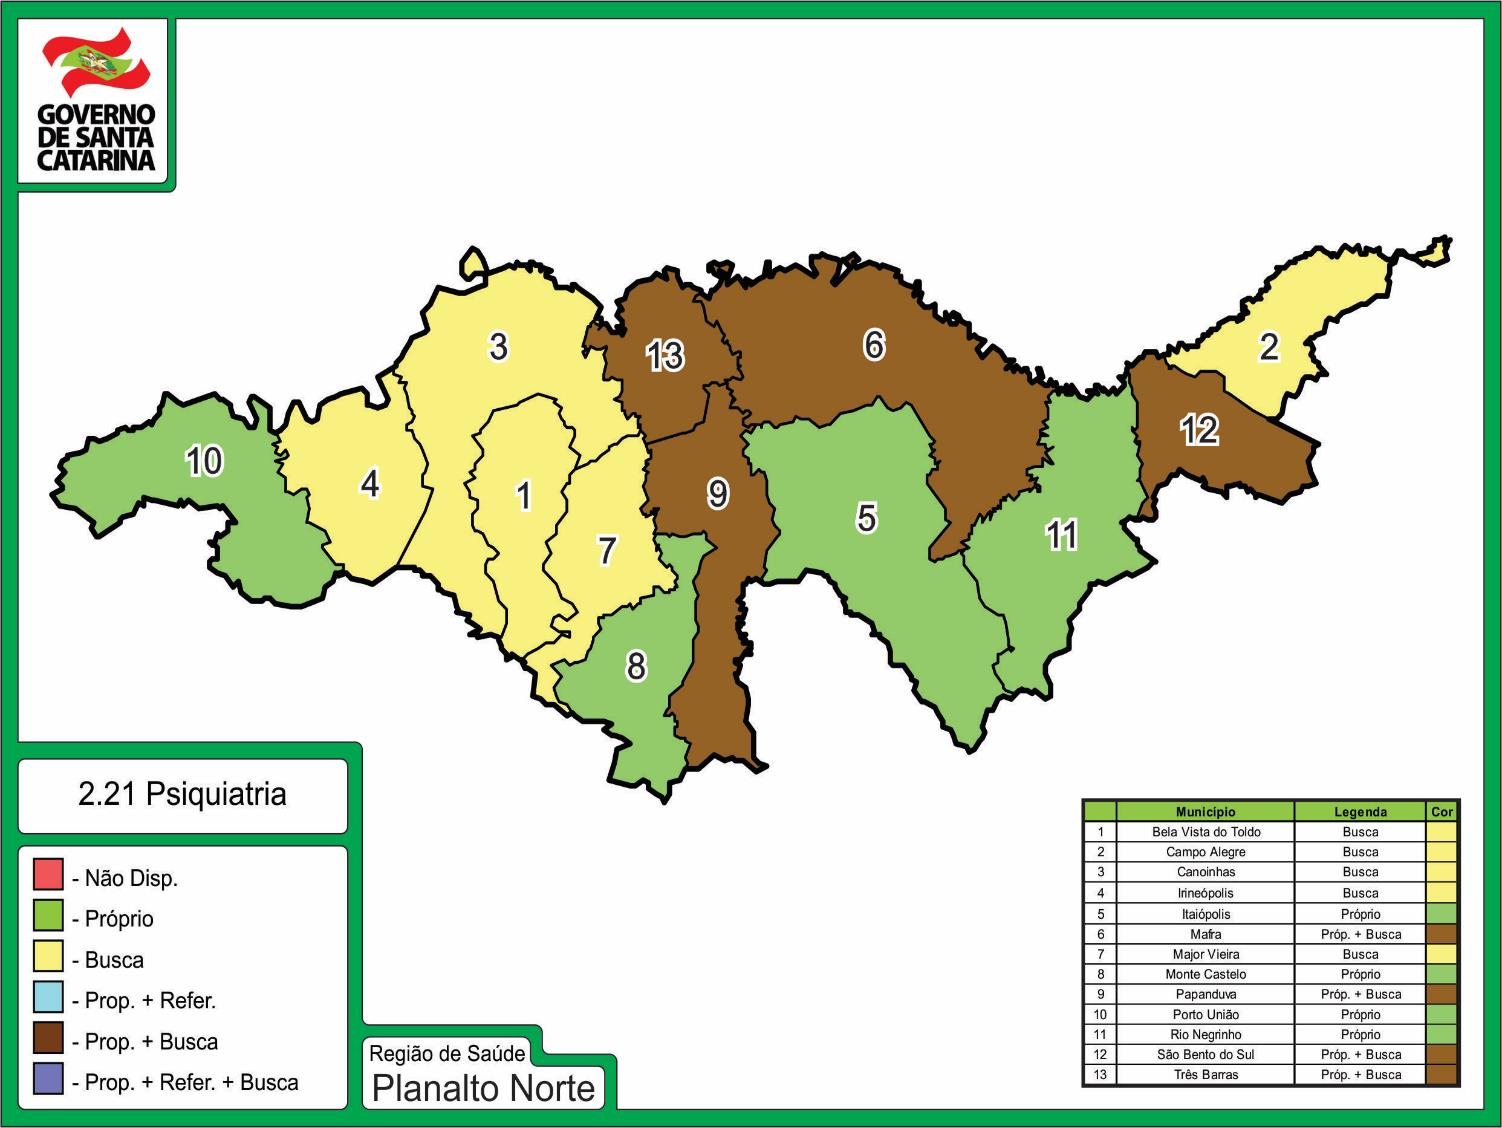 GOVERNO
DE SANTA
CATARINA
3
13
6
2
12
10
4
1
9
5
7
11
8
2.21 Psiquiatria
- Não Disp.
- Próprio
- Busca
- Prop. + Refer.
- Prop. + Busca
- Prop. + Refer. + Busca
Região de Saúde
Planalto Norte
Município Legenda Cor
1 Bela Vista do Toldo Busca
2 Campo Alegre Busca
3 Canoinhas Busca
4 Irineópolis Busca
5 Itaiópolis Próprio
6 Mafra Próp. + Busca
7 Major Vieira Busca
8 Monte Castelo Próprio
9 Papanduva Próp. + Busca
10 Porto União Próprio
11 Rio Negrinho Próprio
12 São Bento do Sul Próp. + Busca
13 Três Barras Próp. + Busca